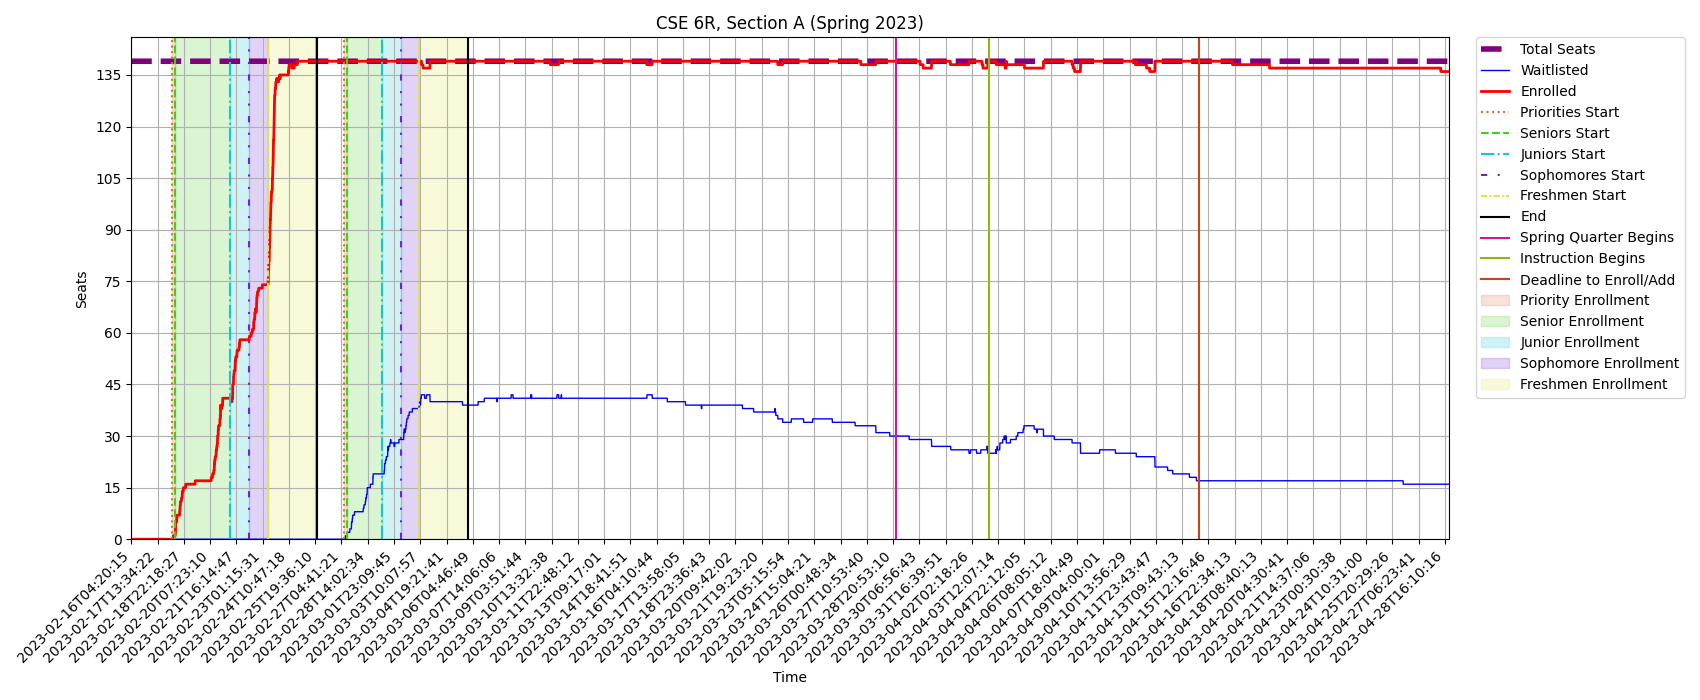 CSE 6R, Section A (Spring 2023)
Seats
135
120
105
90
75
60
45
30
15
0
2023-02-16T04:20:15
2023-02-17T13:34:22
2023-02-18T22:18:27
2023-02-20T07:23:10
2023-02-21T16:14:47
2023-02-23T01:15:31
2023-02-24T10:47:18
2023-02-25T19:36:10
2023-02-27T04:41:21
2023-02-28T14:02:34
2023-03-01T23:09:45
2023-03-03T10:07:57
2023-03-04T19:21:41
2023-03-06T04:46:49
2023-03-07T14:06:06
2023-03-09T03:51:44
2023-03-10T13:32:38
2023-03-11T22:48:12
2023-03-13T09:17:01
2023-03-14T18:41:51
2023-03-16T04:10:44
2023-03-17T13:58:05
2023-03-18T23:36:43
2023-03-20T09:42:02
2023-03-21T19:23:20
2023-03-23T05:15:54
2023-03-24T15:04:21
2023-03-26T00:48:34
2023-03-27T10:53:40
2023-03-28T20:53:10
2023-03-30T06:56:43
2023-03-31T16:39:51
2023-04-02T02:18:26
2023-04-03T12:07:14
2023-04-04T22:12:05
2023-04-06T08:05:12
2023-04-07T18:04:49
2023-04-09T04:00:01
2023-04-10T13:56:29
2023-04-11T23:43:47
2023-04-13T09:43:13
2023-04-15T12:16:46
2023-04-16T22:34:13
2023-04-18T08:40:13
2023-04-20T04:30:41
2023-04-21T14:37:06
2023-04-23T00:30:38
2023-04-24T10:31:00
2023-04-25T20:29:26
2023-04-27T06:23:41
2023-04-28T16:10:16
Time
Total Seats
Waitlisted
Enrolled
Priorities Start
Seniors Start
Juniors Start
Sophomores Start
Freshmen Start
End
Spring Quarter Begins
Instruction Begins
Deadline to Enroll/Add
Priority Enrollment
Senior Enrollment
Junior Enrollment
Sophomore Enrollment
Freshmen Enrollment